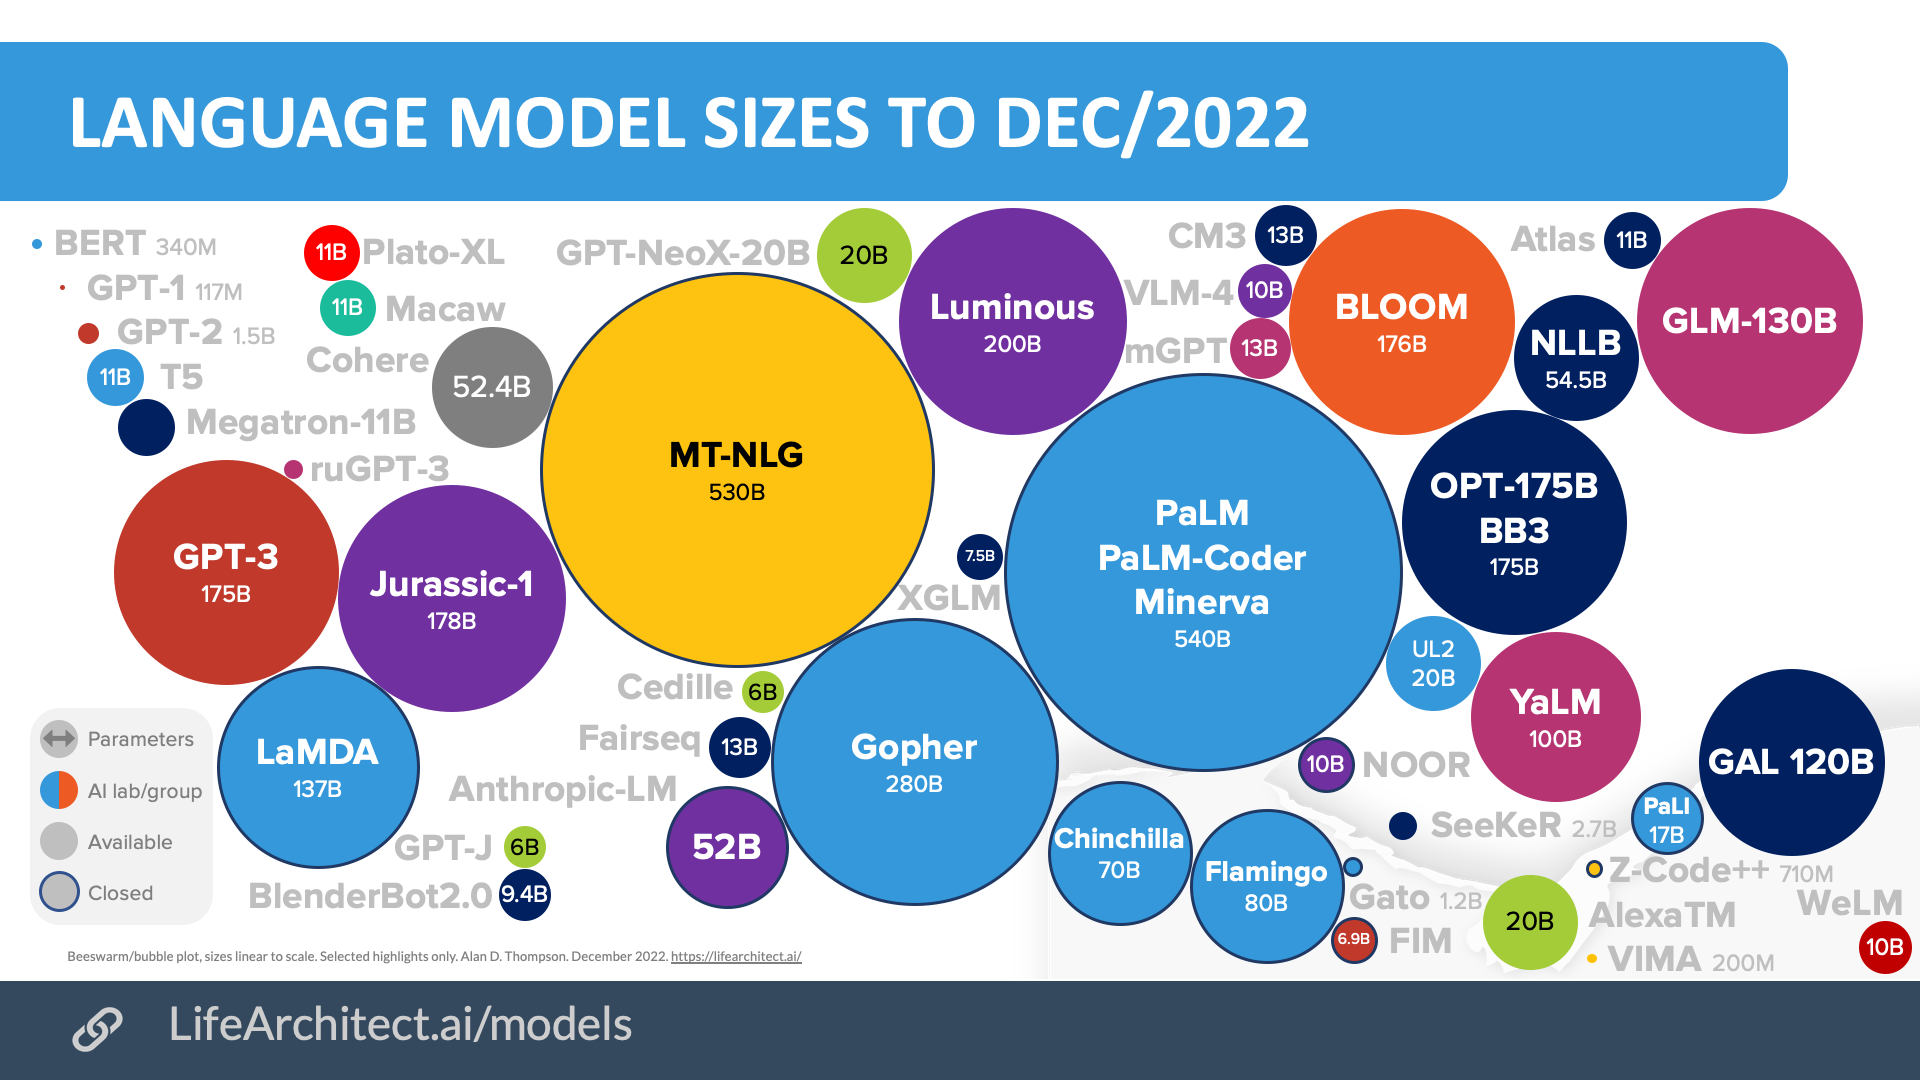 LANGUAGE MODEL SIZES TO DEC/2022
BERT 340M
GPT-1 117M
GPT-2 1.5B
11B T5
Megatron-11B
ruGPT-3
11B Plato-XL
11B Macaw
Cohere
52.4B
GPT-NeoX-20B 20B
Luminous
200B
CM3 13B
VLM-4 10B
mGPT 13B
BLOOM
176B
Atlas 11B
NLLB
54.5B
GLM-130B
MT-NLG
530B
GPT-3
175B
Jurassic-1
178B
7.5B
XGLM
PaLM
PaLM-Coder
Minerva
540B
OPT-175B
BB3
175B
UL2
20B
YaLM
100B
GAL 120B
LaMDA
137B
Cedille 6B
Fairseq 13B
Anthropic-LM
52B
Gopher
280B
GPT-J 6B
BlenderBot2.0 9.4B
Chinchilla
70B
Flamingo
80B
10B NOOR
SeeKeR 2.7B
PaLI
17B
Gato 1.2B
6.9B FIM
20B
Z-Code++ 710M
AlexaTM
VIMA 200M
WeLM
10B
Parameters
AI lab/group
Available
Closed
Beeswarm/bubble plot, sizes linear to scale. Selected highlights only. Alan D. Thompson. December 2022. https://lifearchitect.ai/
LifeArchitect.ai/models